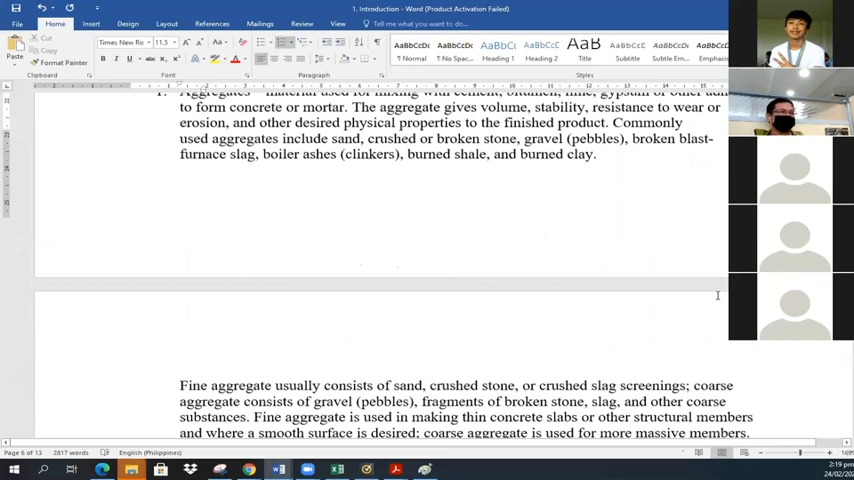 1. Introduction - Word (Product Activation Failed)
File Home Insert Design Layout References Mailings Review View Tell me what you want to do...
Cut
Copy
Paste
Format Painter
Clipboard
Times New Ro 11.5
Font
Paragraph
AaBbCcDc AaBbCcDc AaBbCc AaBbCcD AaB AaBbCcD AaBbCcDt AaBbCcDt
¶ Normal ¶ No Spac... Heading 1 Heading 2 Title Subtitle Subtle Em... Emphasis
Styles
to form concrete or mortar. The aggregate gives volume, stability, resistance to wear or
erosion, and other desired physical properties to the finished product. Commonly
used aggregates include sand, crushed or broken stone, gravel (pebbles), broken blast-
furnace slag, boiler ashes (clinkers), burned shale, and burned clay.
Fine aggregate usually consists of sand, crushed stone, or crushed slag screenings; coarse
aggregate consists of gravel (pebbles), fragments of broken stone, slag, and other coarse
substances. Fine aggregate is used in making thin concrete slabs or other structural members
and where a smooth surface is desired; coarse aggregate is used for more massive members.
Page 6 of 13 2817 words English (Philippines) 169%
2:19 pm
24/02/202